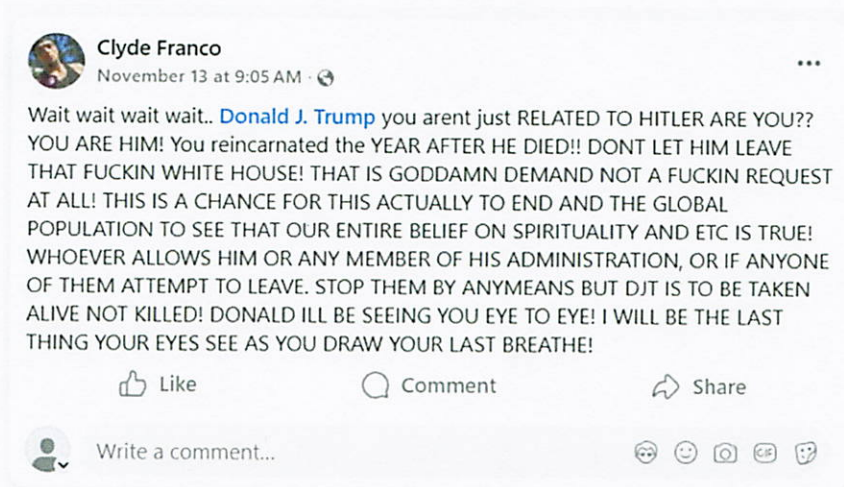 Clyde Franco
November 13 at 9:05 AM ·
Wait wait wait wait.. Donald J. Trump you arent just RELATED TO HITLER ARE YOU??
YOU ARE HIM! You reincarnated the YEAR AFTER HE DIED!! DONT LET HIM LEAVE
THAT FUCKIN WHITE HOUSE! THAT IS GODDAMN DEMAND NOT A FUCKIN REQUEST
AT ALL! THIS IS A CHANCE FOR THIS ACTUALLY TO END AND THE GLOBAL
POPULATION TO SEE THAT OUR ENTIRE BELIEF ON SPIRITUALITY AND ETC IS TRUE!
WHOEVER ALLOWS HIM OR ANY MEMBER OF HIS ADMINISTRATION, OR IF ANYONE
OF THEM ATTEMPT TO LEAVE. STOP THEM BY ANYMEANS BUT DJT IS TO BE TAKEN
ALIVE NOT KILLED! DONALD ILL BE SEEING YOU EYE TO EYE! I WILL BE THE LAST
THING YOUR EYES SEE AS YOU DRAW YOUR LAST BREATHE!
Like Comment Share
Write a comment...
GIF